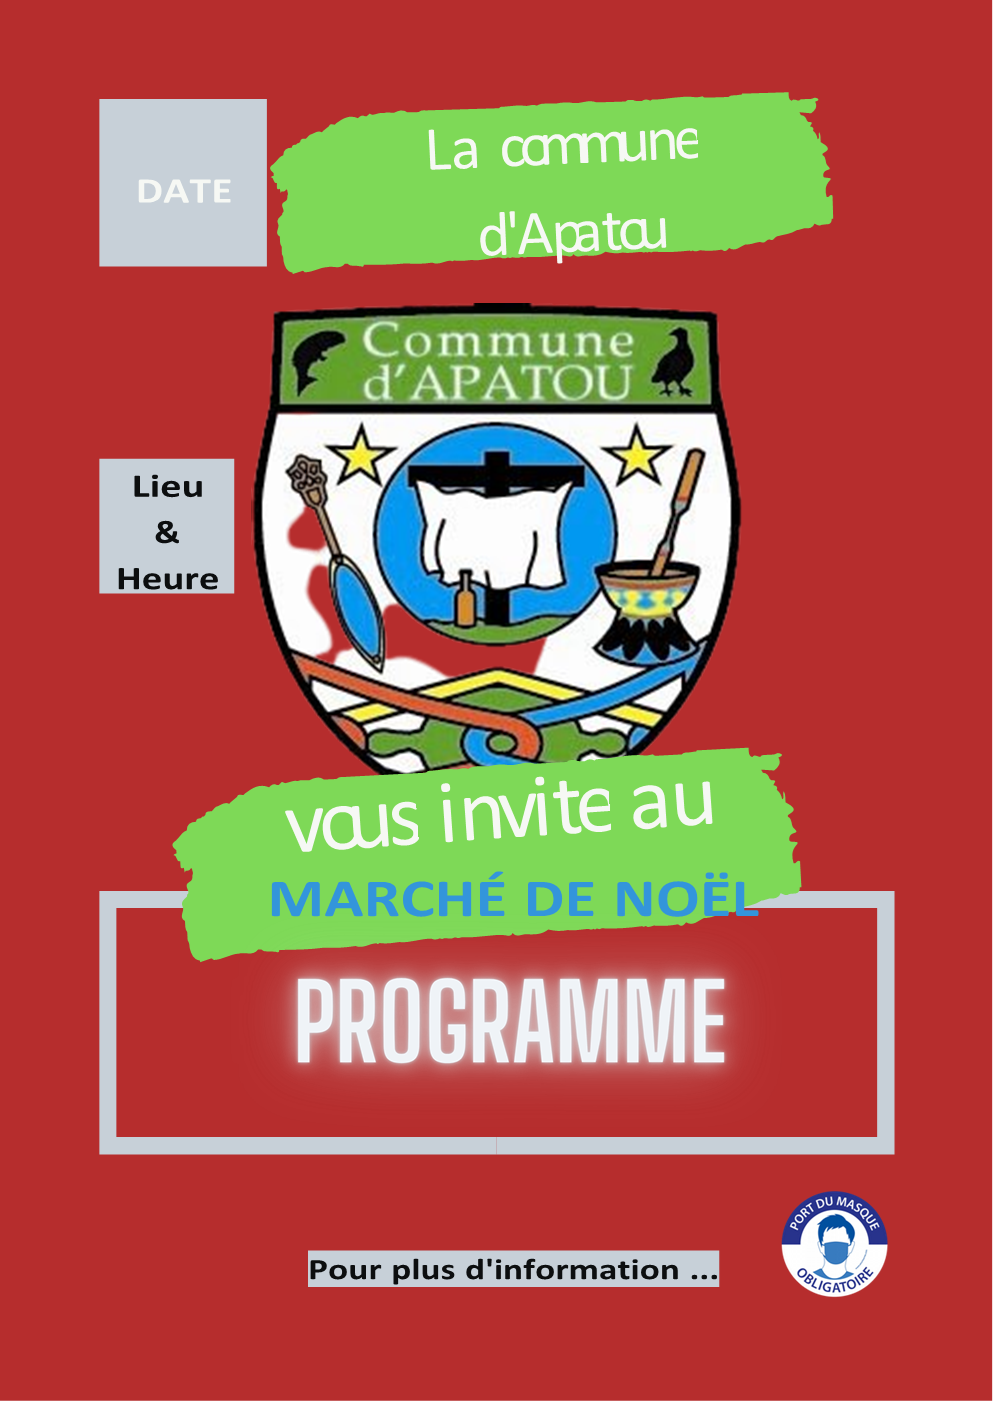 DATE
La commune
d'Apatou
Commune
d'APATOU
Lieu
&
Heure
vous invite au
MARCHÉ DE NOËL
PROGRAMME
PORT DU MASQUE
OBLIGATOIRE
Pour plus d'information ...